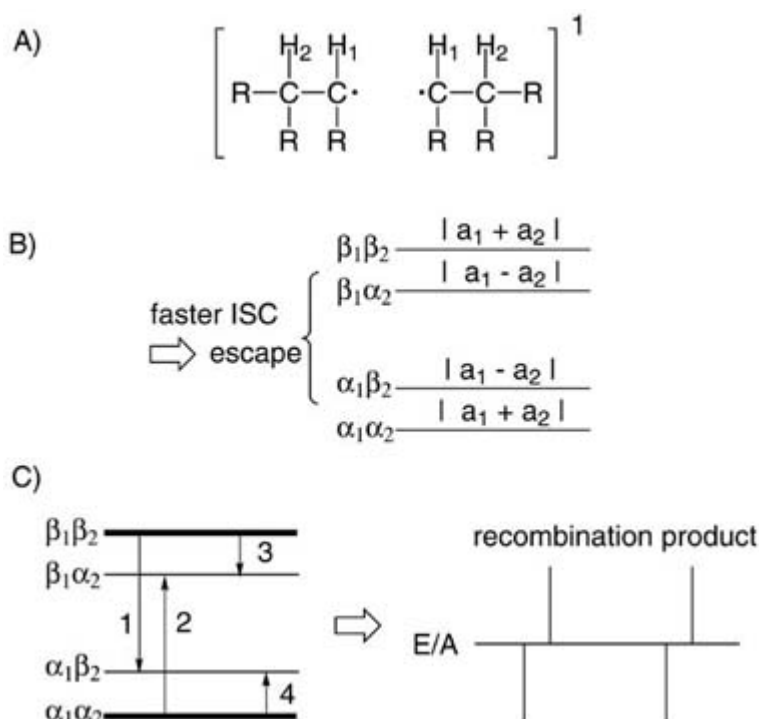 A)
[ H₂ H₁ H₁ H₂ ]¹
R—C—C· ·C—C—R
R R R R
B)
β₁β₂ | a₁ + a₂ |
β₁α₂ | a₁ - a₂ |
faster ISC
escape
α₁β₂ | a₁ - a₂ |
α₁α₂ | a₁ + a₂ |
C)
β₁β₂
recombination product
3
β₁α₂
1 2
E/A
α₁β₂
4
α₁α₂